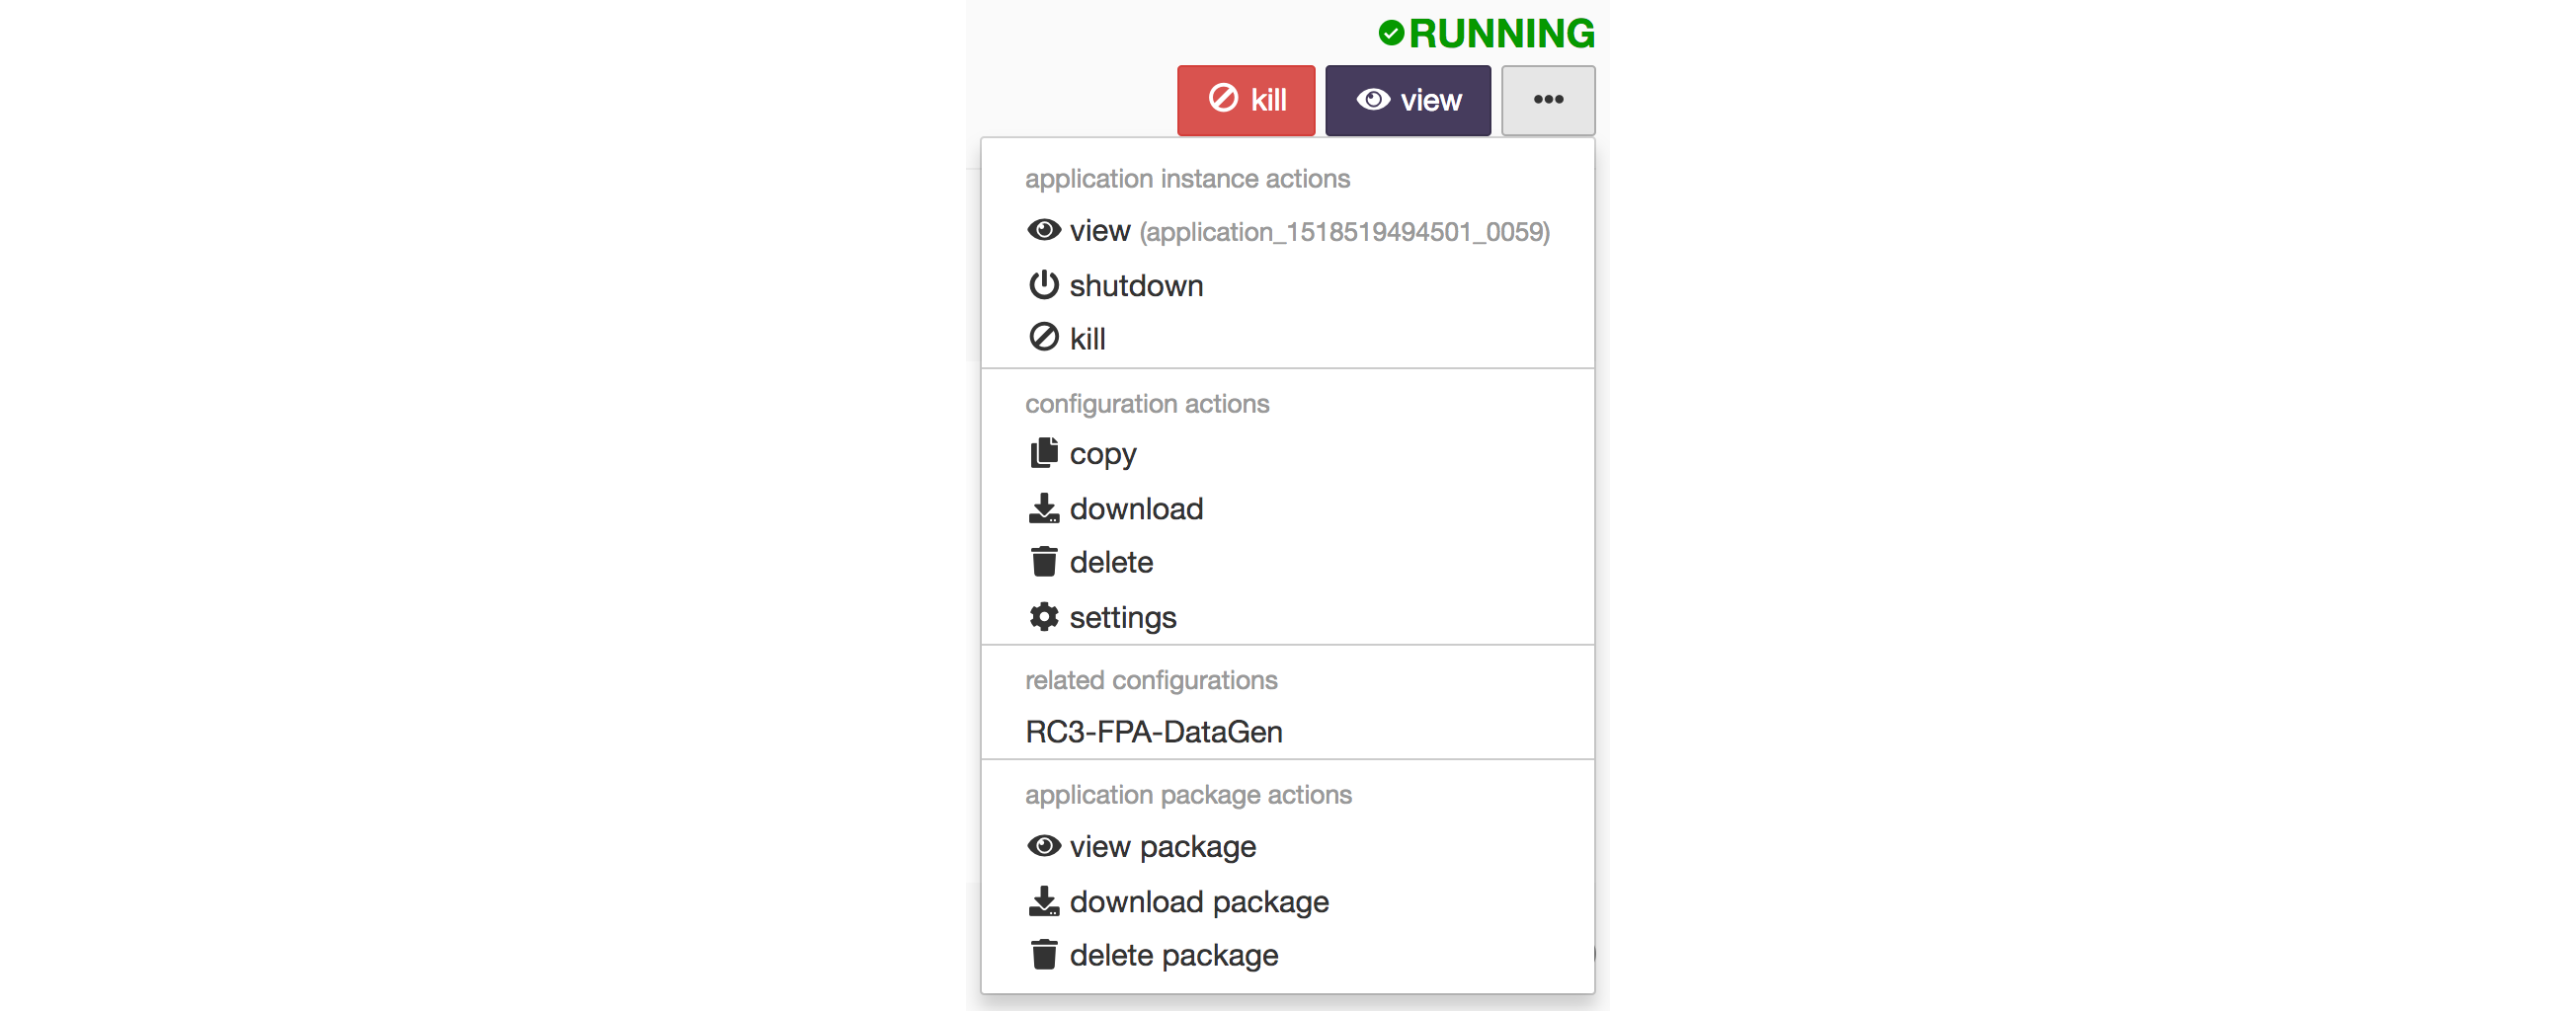 RUNNING
kill view
application instance actions
view (application_1518519494501_0059)
shutdown
kill
configuration actions
copy
download
delete
settings
related configurations
RC3-FPA-DataGen
application package actions
view package
download package
delete package